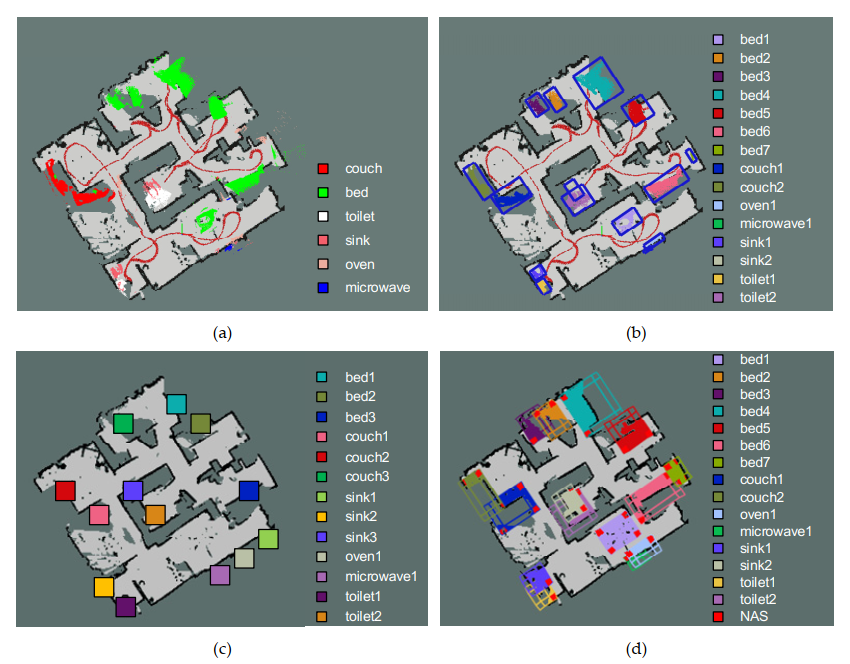 couch
bed
toilet
sink
oven
microwave
(a)
bed1
bed2
bed3
bed4
bed5
bed6
bed7
couch1
couch2
oven1
microwave1
sink1
sink2
toilet1
toilet2
(b)
bed1
bed2
bed3
couch1
couch2
couch3
sink1
sink2
sink3
oven1
microwave1
toilet1
toilet2
(c)
bed1
bed2
bed3
bed4
bed5
bed6
bed7
couch1
couch2
oven1
microwave1
sink1
sink2
toilet1
toilet2
NAS
(d)